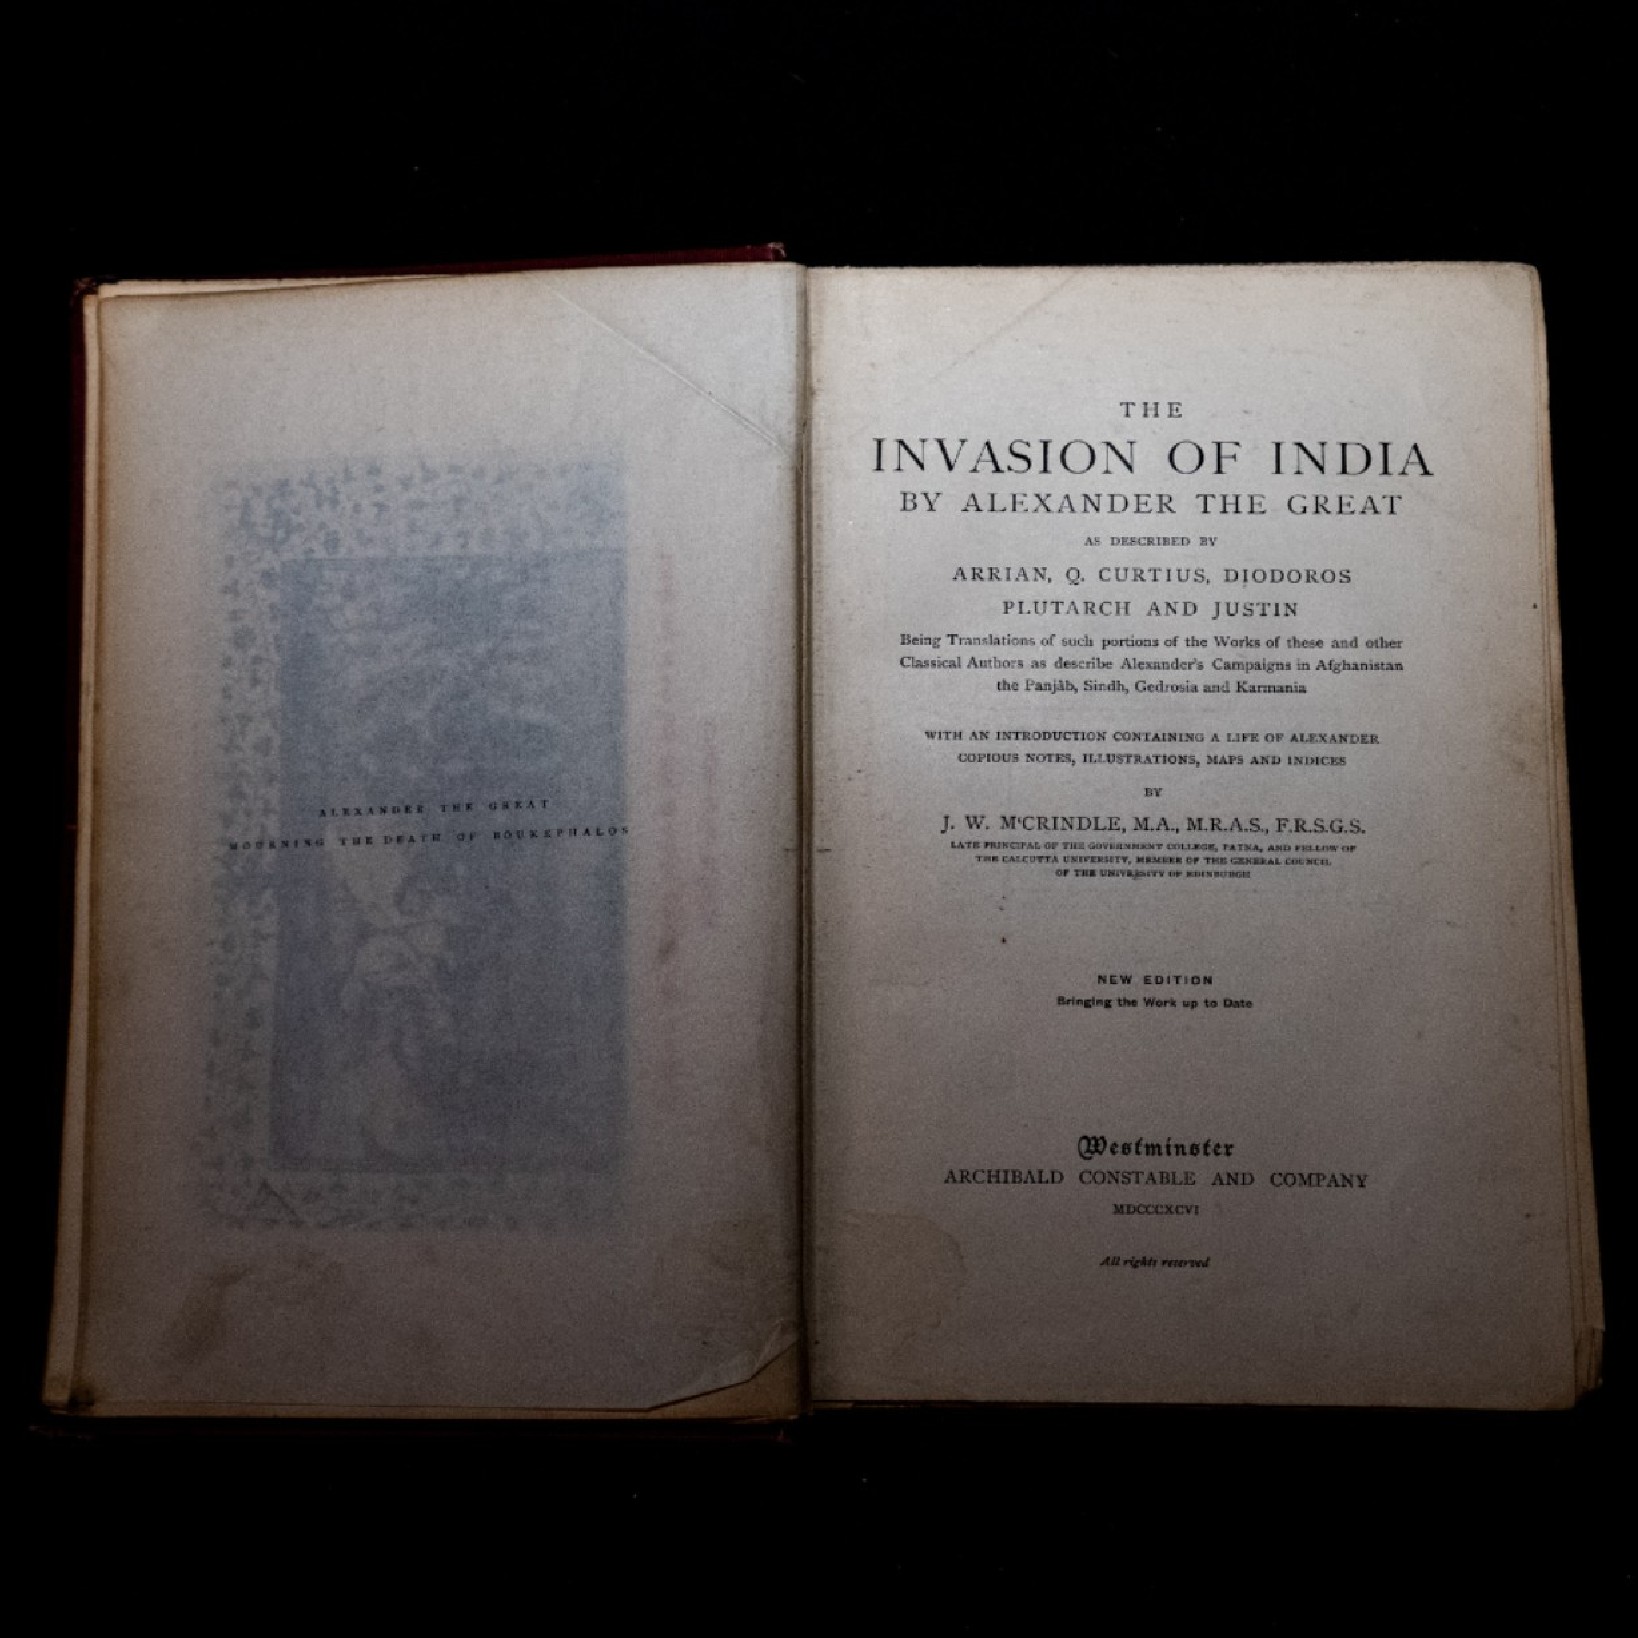 ALEXANDER THE GREAT
MOURNING THE DEATH OF BOUKEPHALOS
THE
INVASION OF INDIA
BY ALEXANDER THE GREAT
AS DESCRIBED BY
ARRIAN, Q. CURTIUS, DIODOROS
PLUTARCH AND JUSTIN
Being Translations of such portions of the Works of these and other
Classical Authors as describe Alexander's Campaigns in Afghanistan
the Panjâb, Sindh, Gedrosia and Karmania
WITH AN INTRODUCTION CONTAINING A LIFE OF ALEXANDER
COPIOUS NOTES, ILLUSTRATIONS, MAPS AND INDICES
BY
J. W. M‘CRINDLE, M.A., M.R.A.S., F.R.S.G.S.
LATE PRINCIPAL OF THE GOVERNMENT COLLEGE, PATNA, AND FELLOW OF
THE CALCUTTA UNIVERSITY, MEMBER OF THE GENERAL COUNCIL
OF THE UNIVERSITY OF EDINBURGH
NEW EDITION
Bringing the Work up to Date
Westminster
ARCHIBALD CONSTABLE AND COMPANY
MDCCCXCVI
All rights reserved